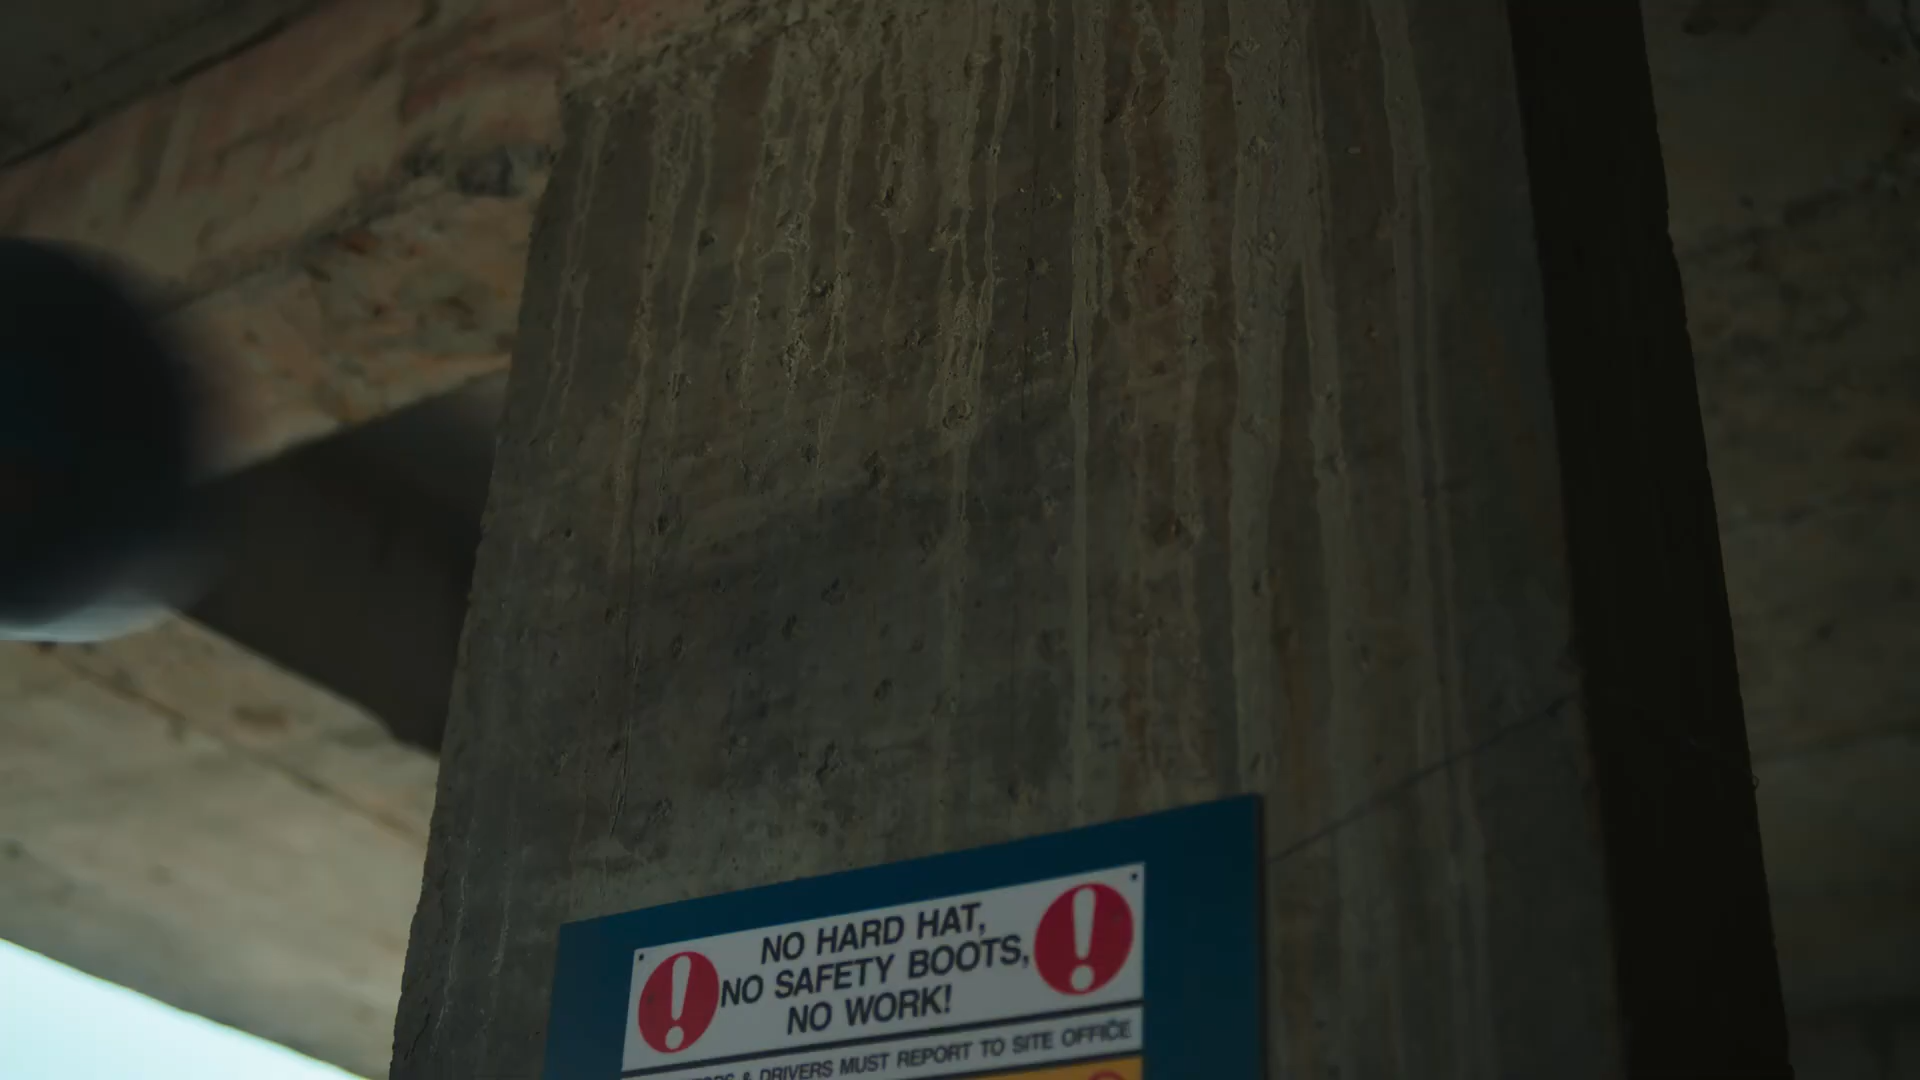 NO HARD HAT,
NO SAFETY BOOTS,
NO WORK!
& DRIVERS MUST REPORT TO SITE OFFICE